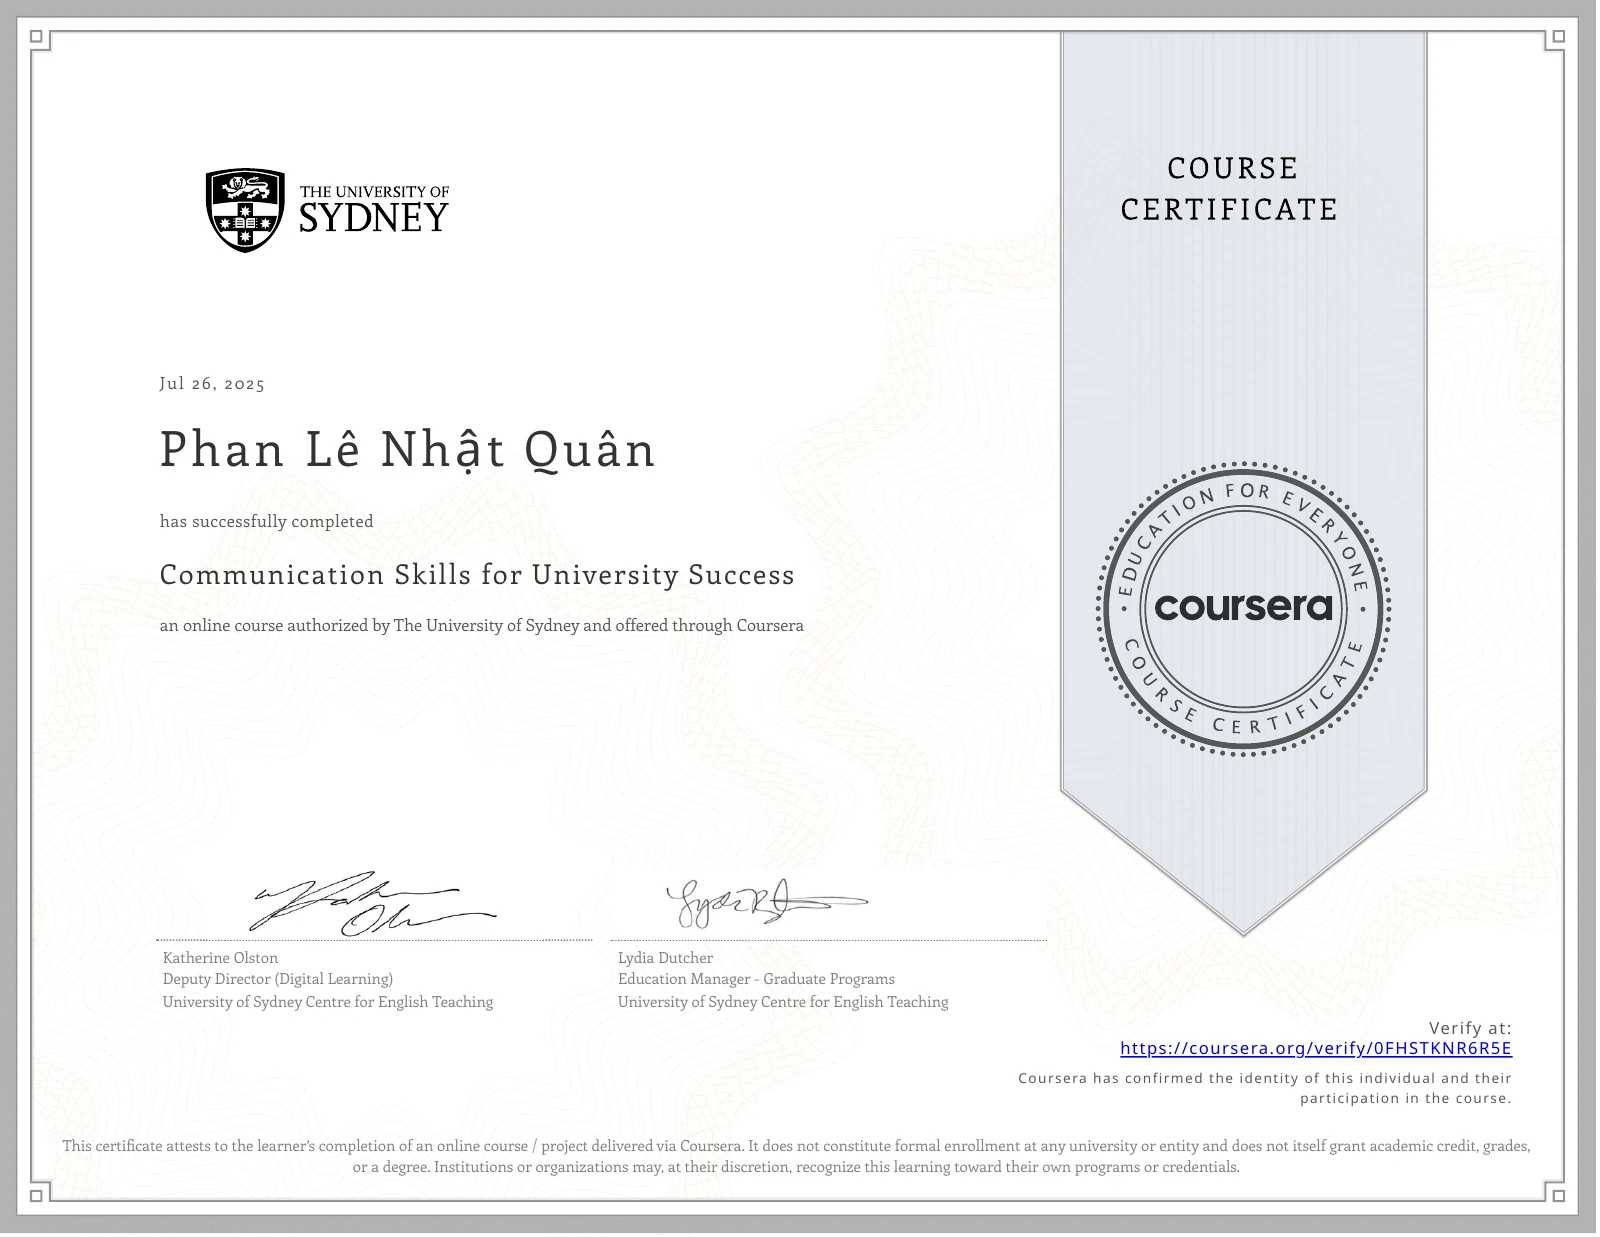 THE UNIVERSITY OF
SYDNEY
COURSE
CERTIFICATE
Jul 26, 2025
Phan Lê Nhật Quân
has successfully completed
Communication Skills for University Success
an online course authorized by The University of Sydney and offered through Coursera
EDUCATION FOR EVERYONE
coursera
COURSE CERTIFICATE
Katherine Olston
Deputy Director (Digital Learning)
University of Sydney Centre for English Teaching
Lydia Dutcher
Education Manager - Graduate Programs
University of Sydney Centre for English Teaching
Verify at:
https://coursera.org/verify/0FHSTKNR6R5E
Coursera has confirmed the identity of this individual and their
participation in the course.
This certificate attests to the learner's completion of an online course / project delivered via Coursera. It does not constitute formal enrollment at any university or entity and does not itself grant academic credit, grades,
or a degree. Institutions or organizations may, at their discretion, recognize this learning toward their own programs or credentials.